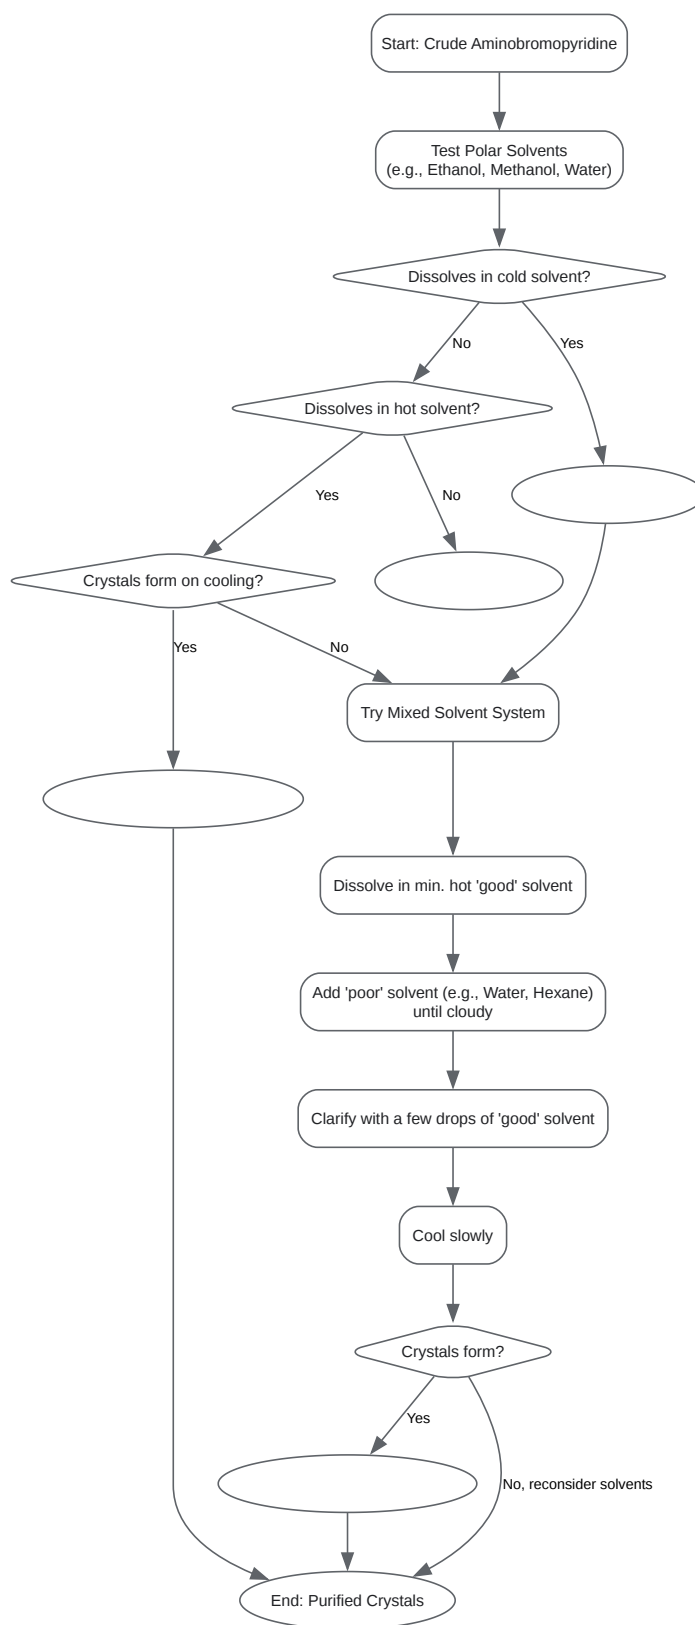 Start: Crude Aminobromopyridine
Test Polar Solvents
(e.g., Ethanol, Methanol, Water)
Dissolves in cold solvent?
No
Yes
Dissolves in hot solvent?
Yes
No
Crystals form on cooling?
Yes
No
Try Mixed Solvent System
Dissolve in min. hot 'good' solvent
Add 'poor' solvent (e.g., Water, Hexane)
until cloudy
Clarify with a few drops of 'good' solvent
Cool slowly
Crystals form?
Yes
No, reconsider solvents
End: Purified Crystals